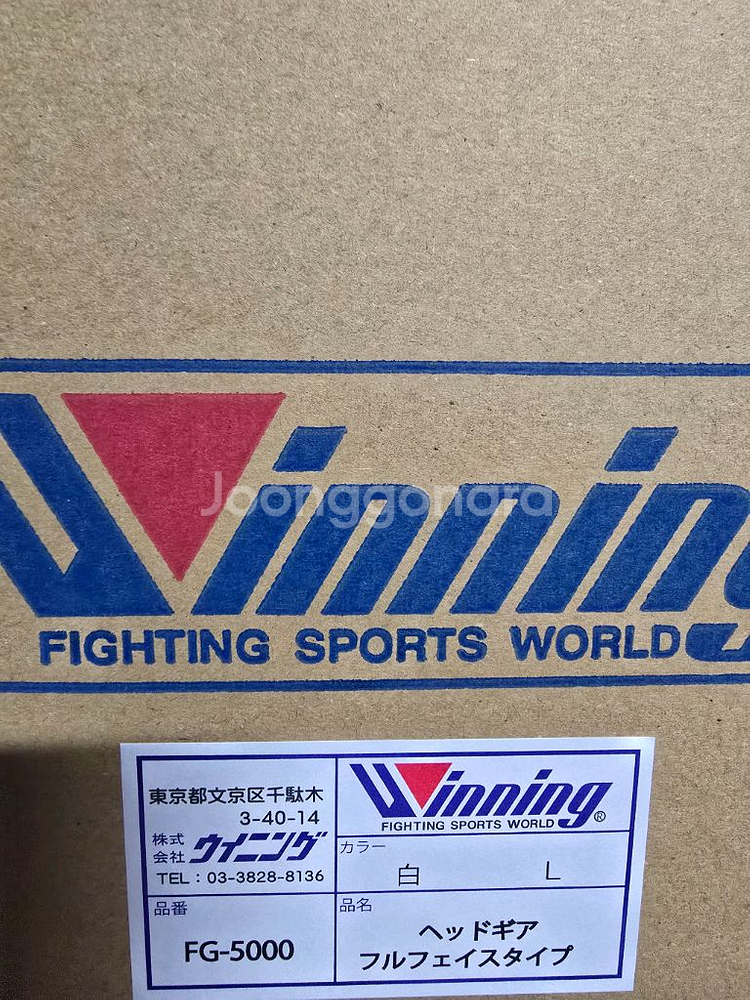 Winning
Joonggonara
FIGHTING SPORTS WORLD
東京都文京区千駄木
3-40-14
株式
会社 ウイニング
TEL : 03-3828-8136
Winning®
FIGHTING SPORTS WORLD
カラー
白 L
品番
FG-5000
品名
ヘッドギア
フルフェイスタイプ